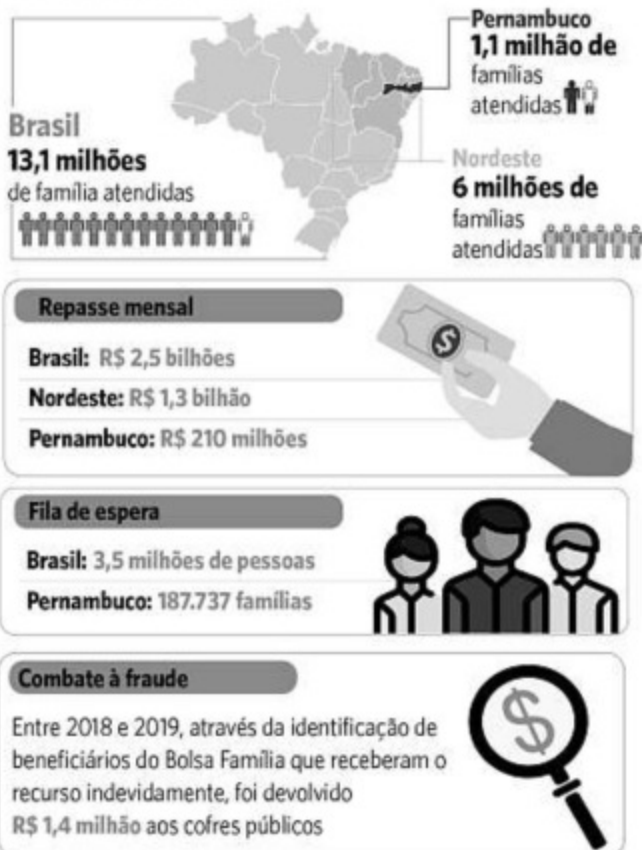 Pernambuco
1,1 milhão de
famílias
atendidas
Brasil
13,1 milhões
de família atendidas
Nordeste
6 milhões de
famílias
atendidas
Repasse mensal
$
Brasil: R$ 2,5 bilhões
Nordeste: R$ 1,3 bilhão
Pernambuco: R$ 210 milhões
Fila de espera
Brasil: 3,5 milhões de pessoas
Pernambuco: 187.737 famílias
Combate à fraude
$
Entre 2018 e 2019, através da identificação de
beneficiários do Bolsa Família que receberam o
recurso indevidamente, foi devolvido
R$ 1,4 milhão aos cofres públicos